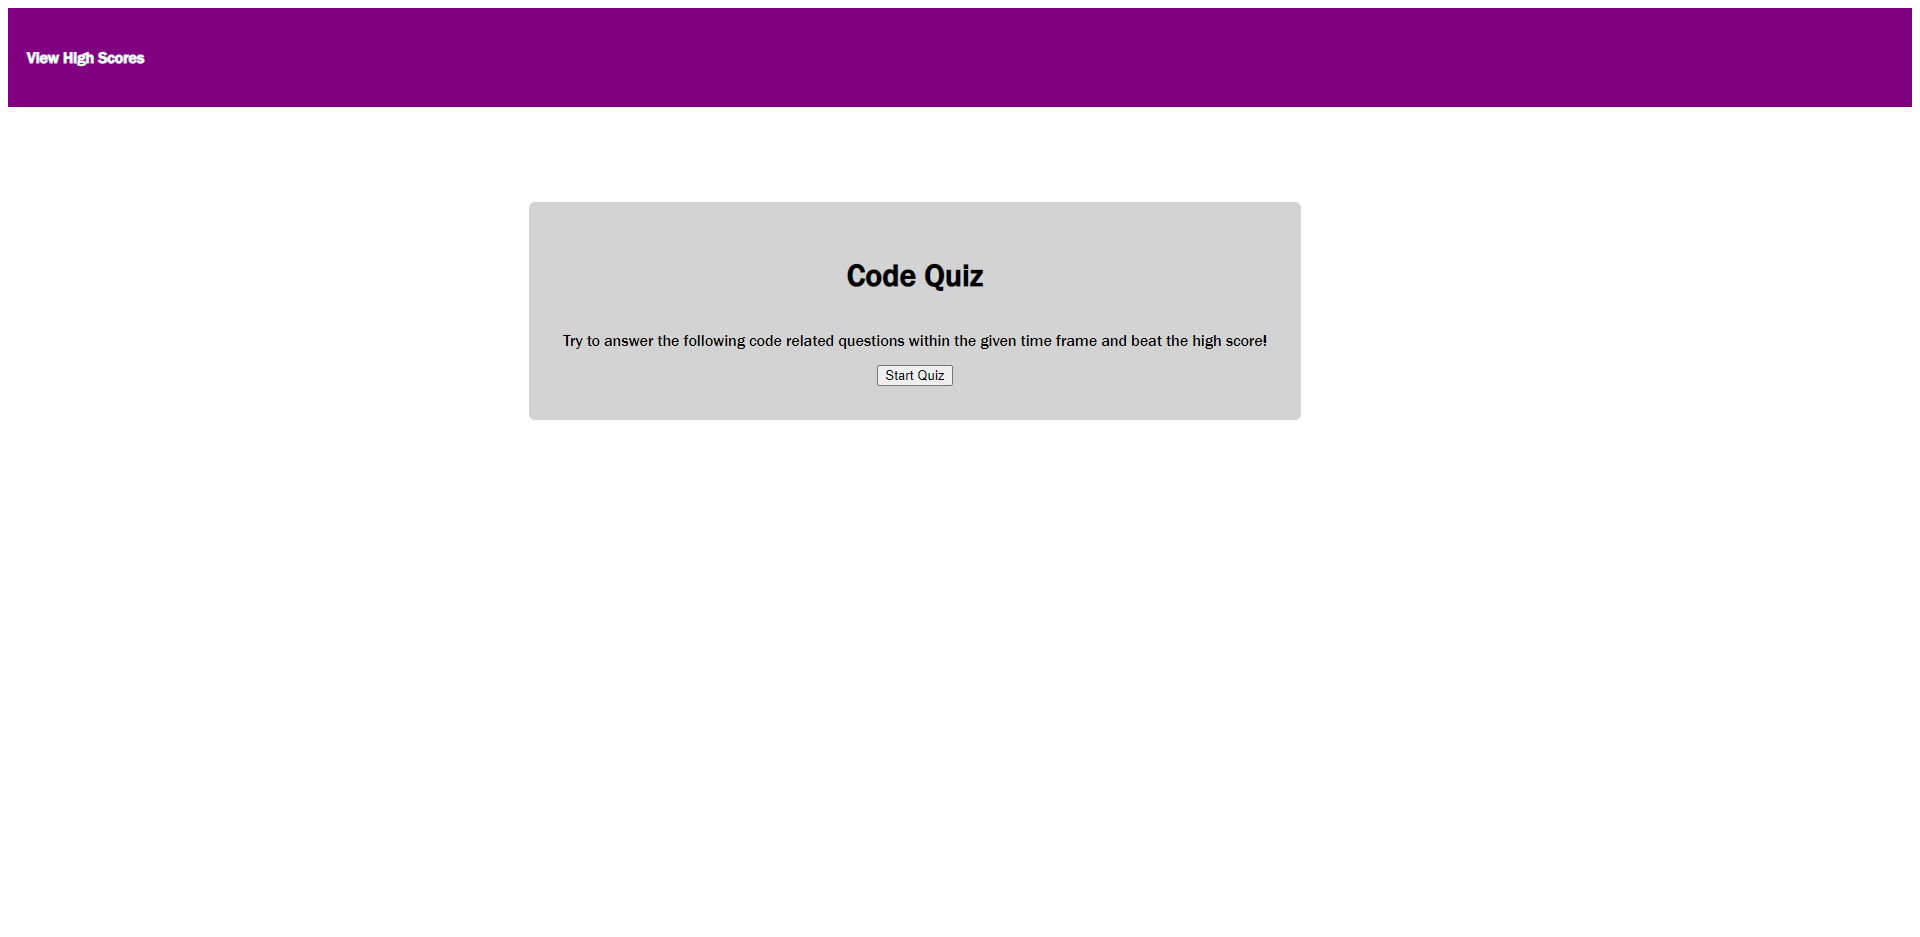 View High Scores
Code Quiz
Try to answer the following code related questions within the given time frame and beat the high score!
Start Quiz